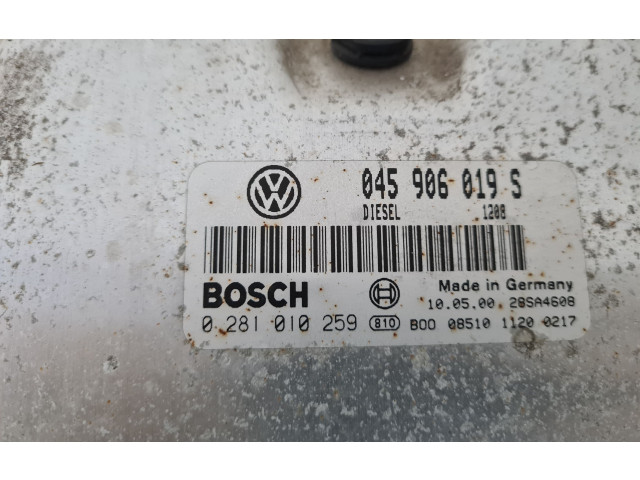 045 906 019 S
DIESEL 1208
BOSCH Made in Germany
10.05.00 28SA4608
0 281 010 259 810 B00 08510 1120 0217